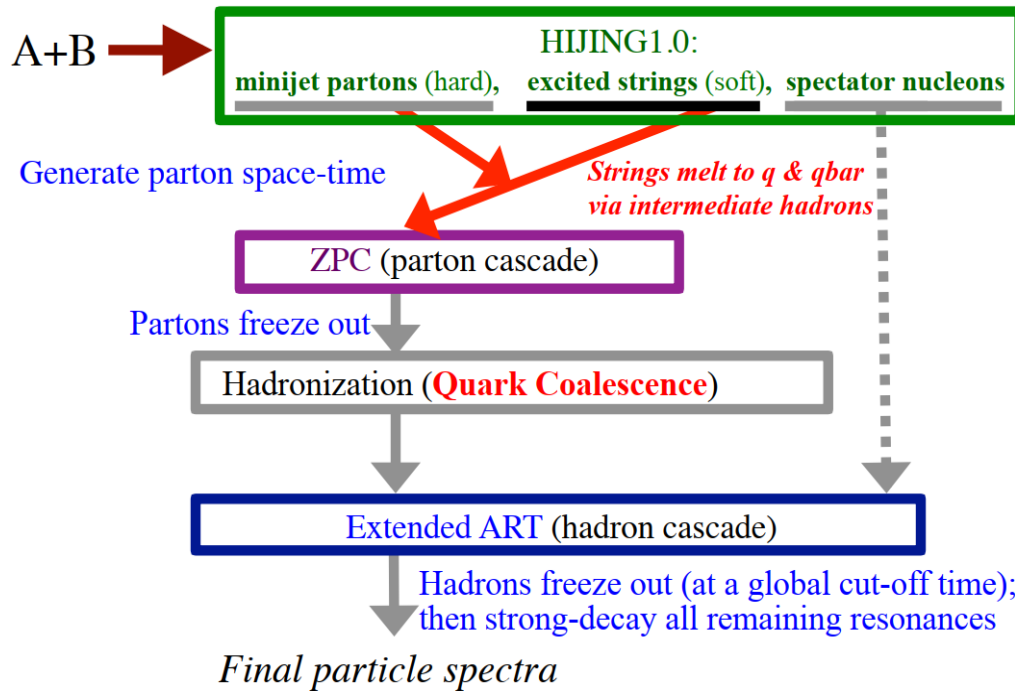 A+B
HIJING1.0:
minijet partons (hard), excited strings (soft), spectator nucleons
Generate parton space-time
Strings melt to q & qbar
via intermediate hadrons
ZPC (parton cascade)
Partons freeze out
Hadronization (Quark Coalescence)
Extended ART (hadron cascade)
Hadrons freeze out (at a global cut-off time);
then strong-decay all remaining resonances
Final particle spectra